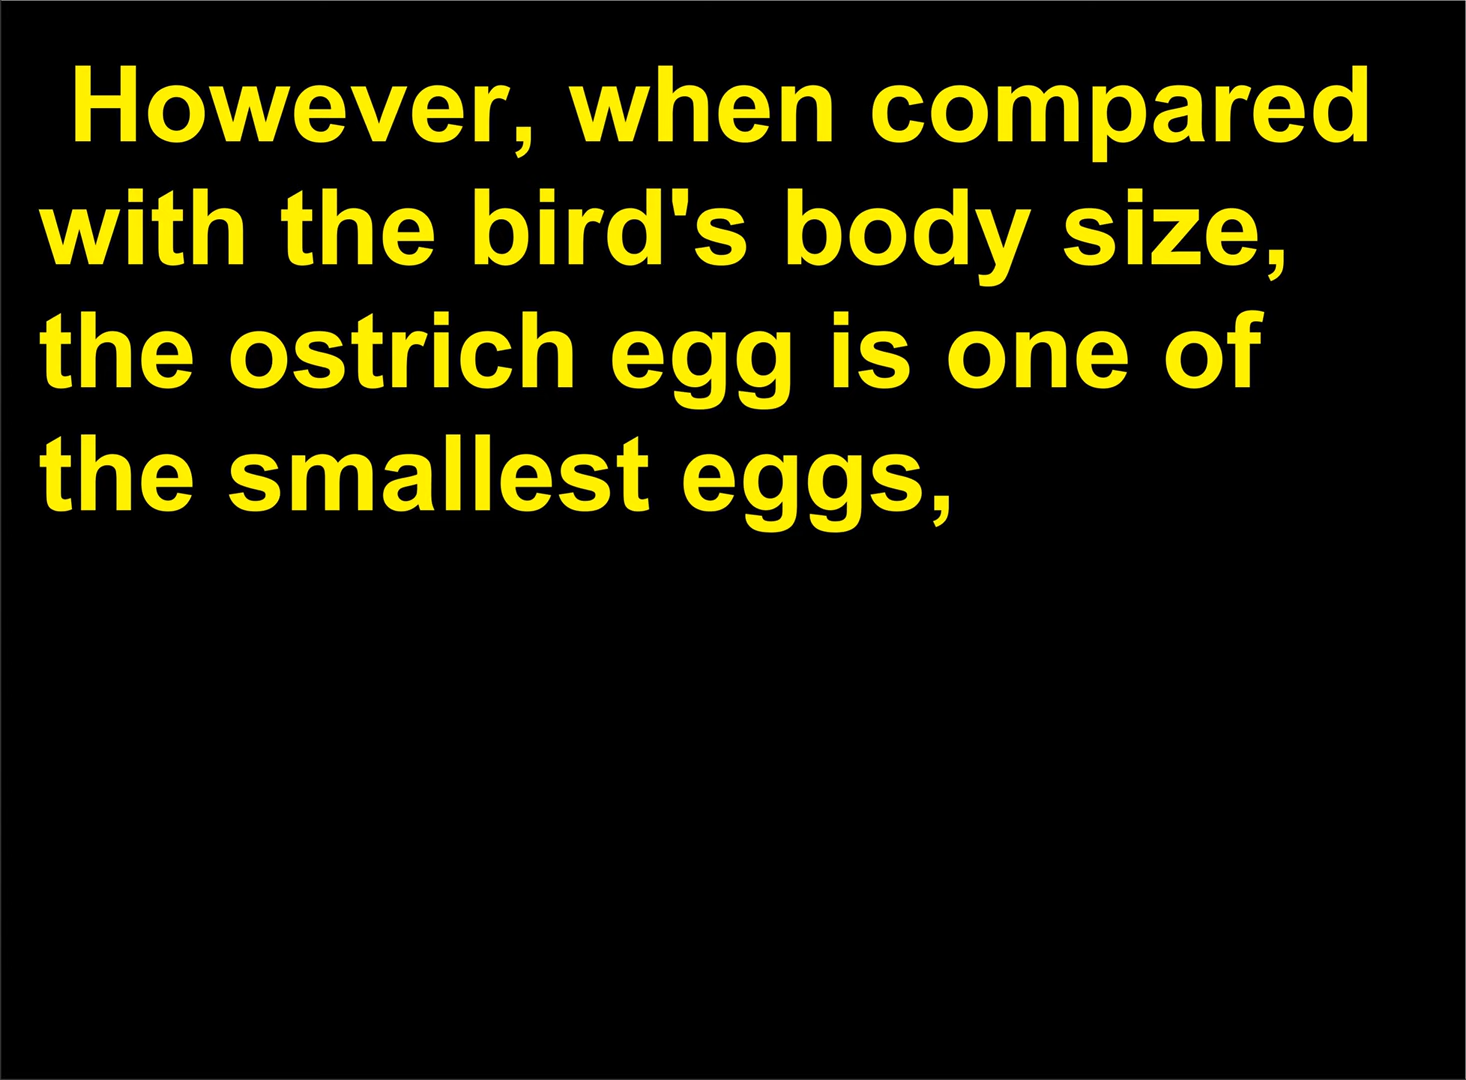 However, when compared
with the bird's body size,
the ostrich egg is one of
the smallest eggs,